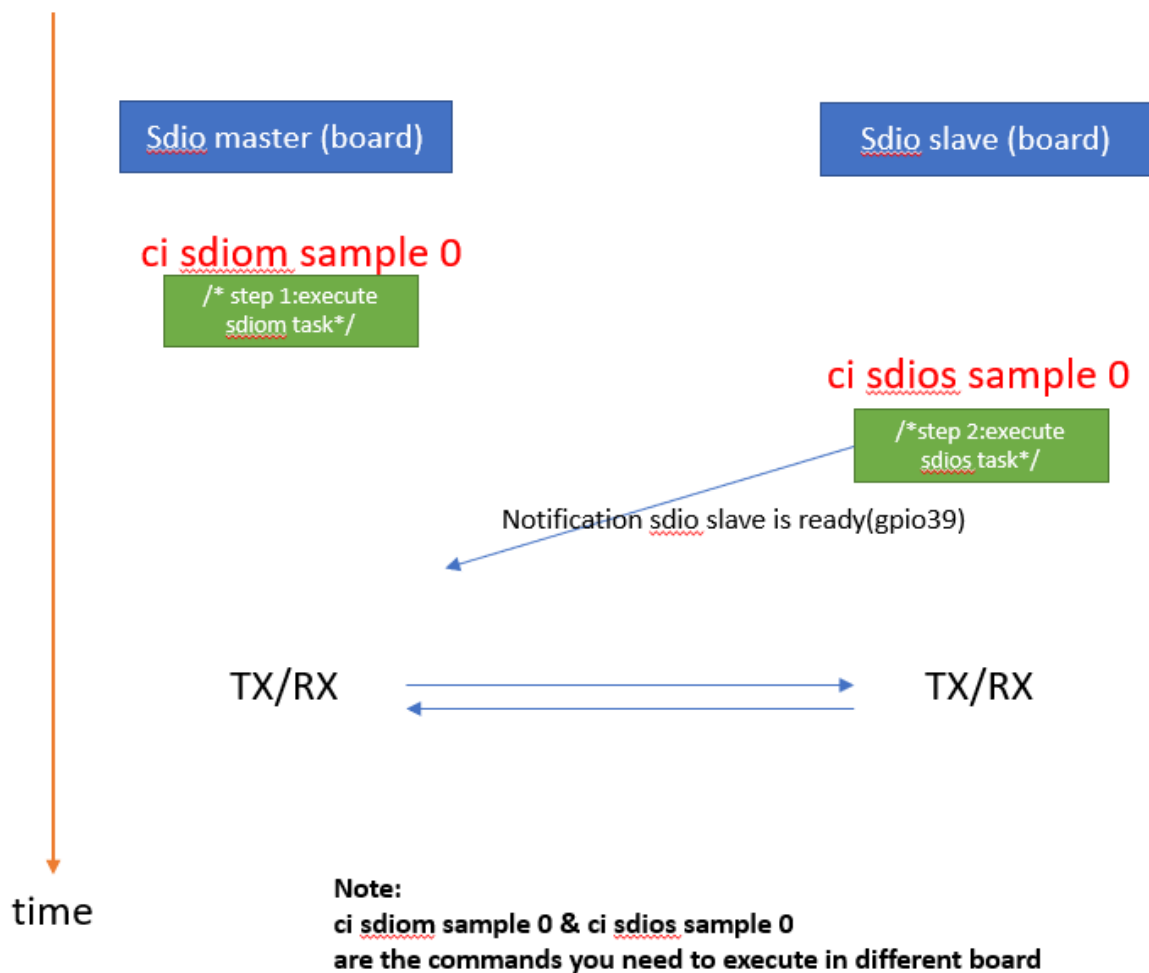 Sdio master (board)
Sdio slave (board)
ci sdiom sample 0
/* step 1:execute
sdiom task*/
ci sdios sample 0
/*step 2:execute
sdios task*/
Notification sdio slave is ready(gpio39)
TX/RX
TX/RX
time
Note:
ci sdiom sample 0 & ci sdios sample 0
are the commands you need to execute in different board